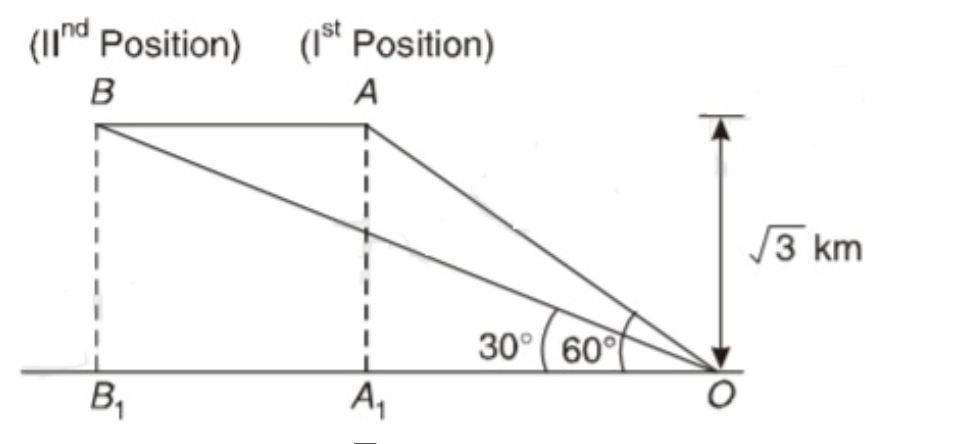 (IInd Position) (Ist Position)
B A
√3 km
30° 60°
B1 A1 O